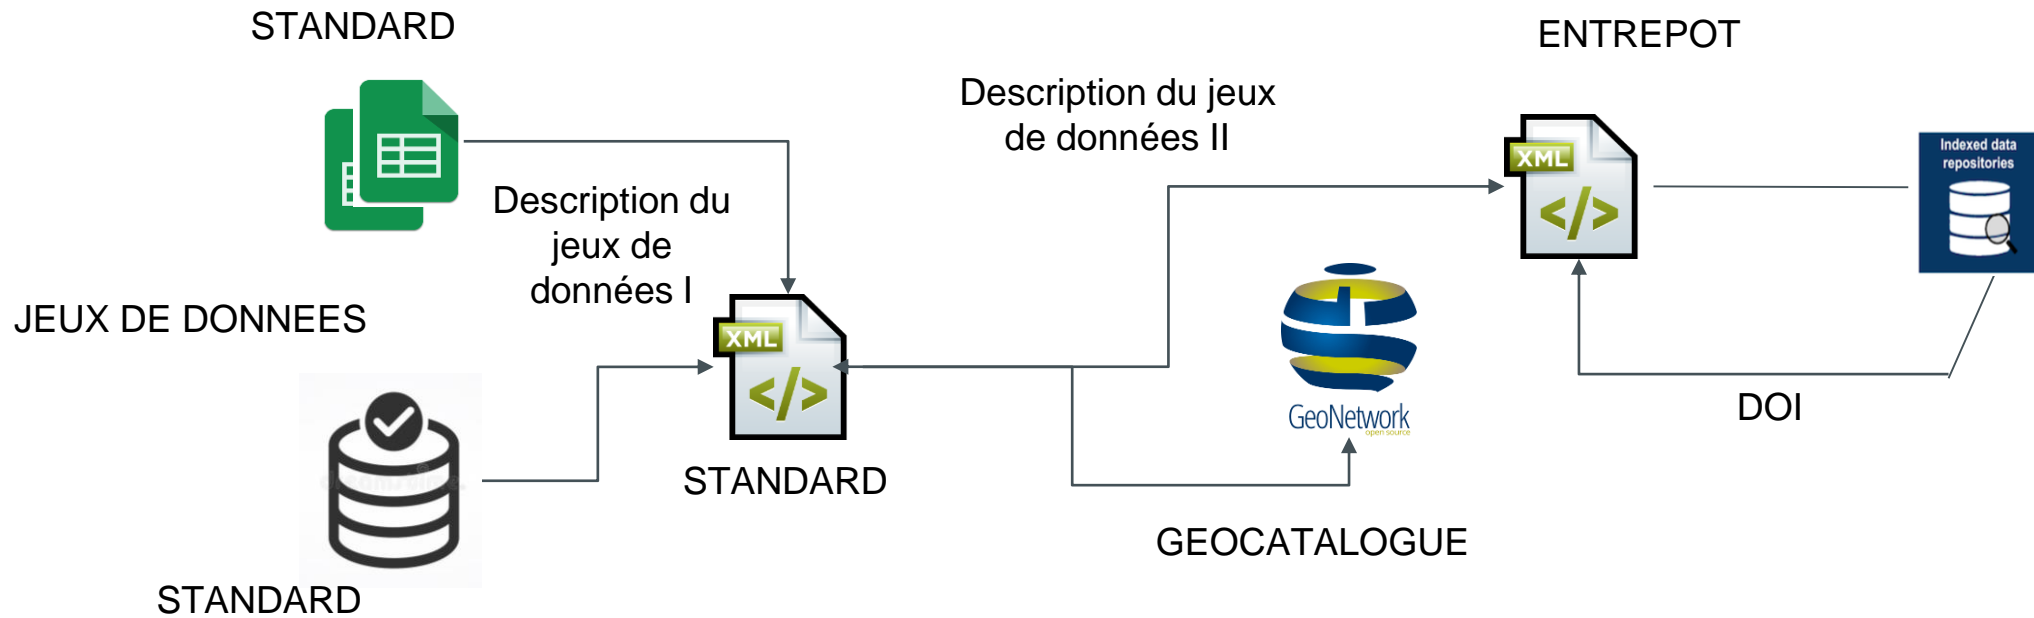 STANDARD
ENTREPOT
Description du jeux
de données II
XML
Indexed data
repositories
Description du
jeux de
données I
JEUX DE DONNEES
XML
GeoNetwork
open source
DOI
STANDARD
GEOCATALOGUE
STANDARD